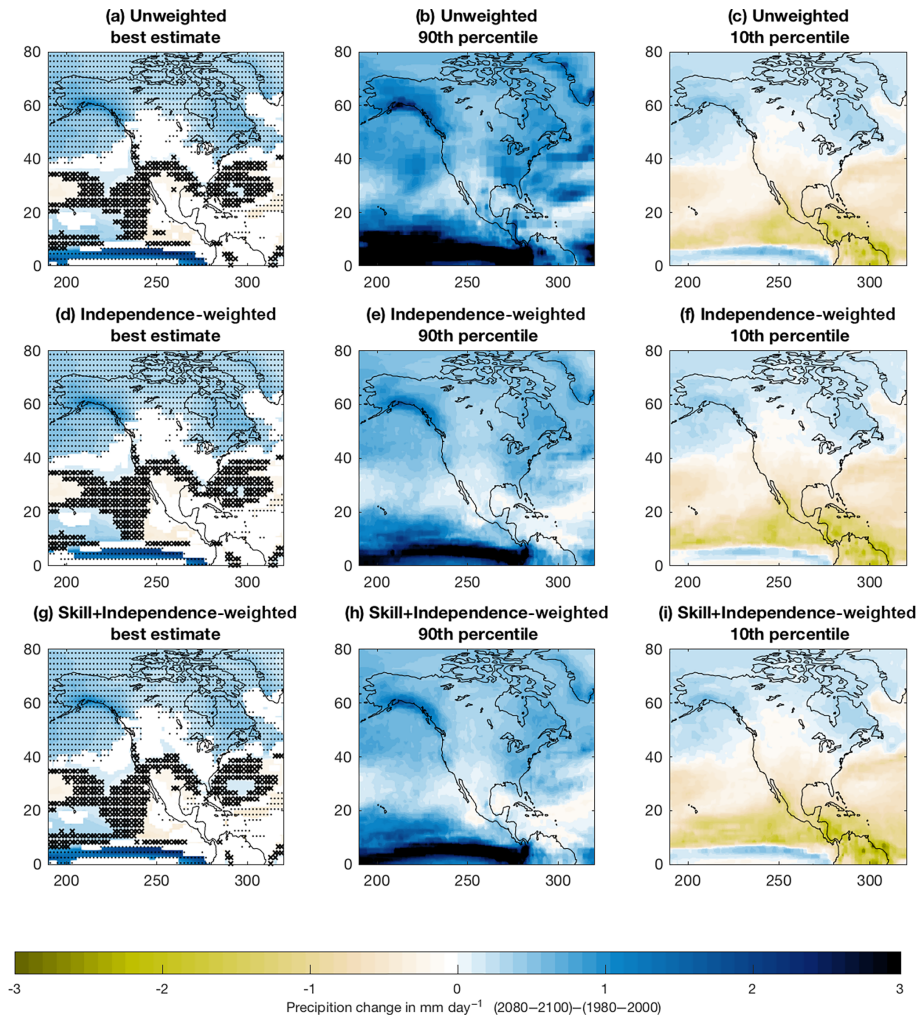 (a) Unweighted
best estimate
(b) Unweighted
90th percentile
(c) Unweighted
10th percentile
80
60
40
20
0
200 250 300
200 250 300
200 250 300
80
60
40
20
0
80
60
40
20
0
(d) Independence-weighted
best estimate
(e) Independence-weighted
90th percentile
(f) Independence-weighted
10th percentile
80
60
40
20
0
200 250 300
200 250 300
200 250 300
80
60
40
20
0
80
60
40
20
0
(g) Skill+Independence-weighted
best estimate
(h) Skill+Independence-weighted
90th percentile
(i) Skill+Independence-weighted
10th percentile
80
60
40
20
0
200 250 300
200 250 300
200 250 300
80
60
40
20
0
80
60
40
20
0
-3 -2 -1 0 1 2 3
Precipition change in mm day−1 (2080−2100)−(1980−2000)